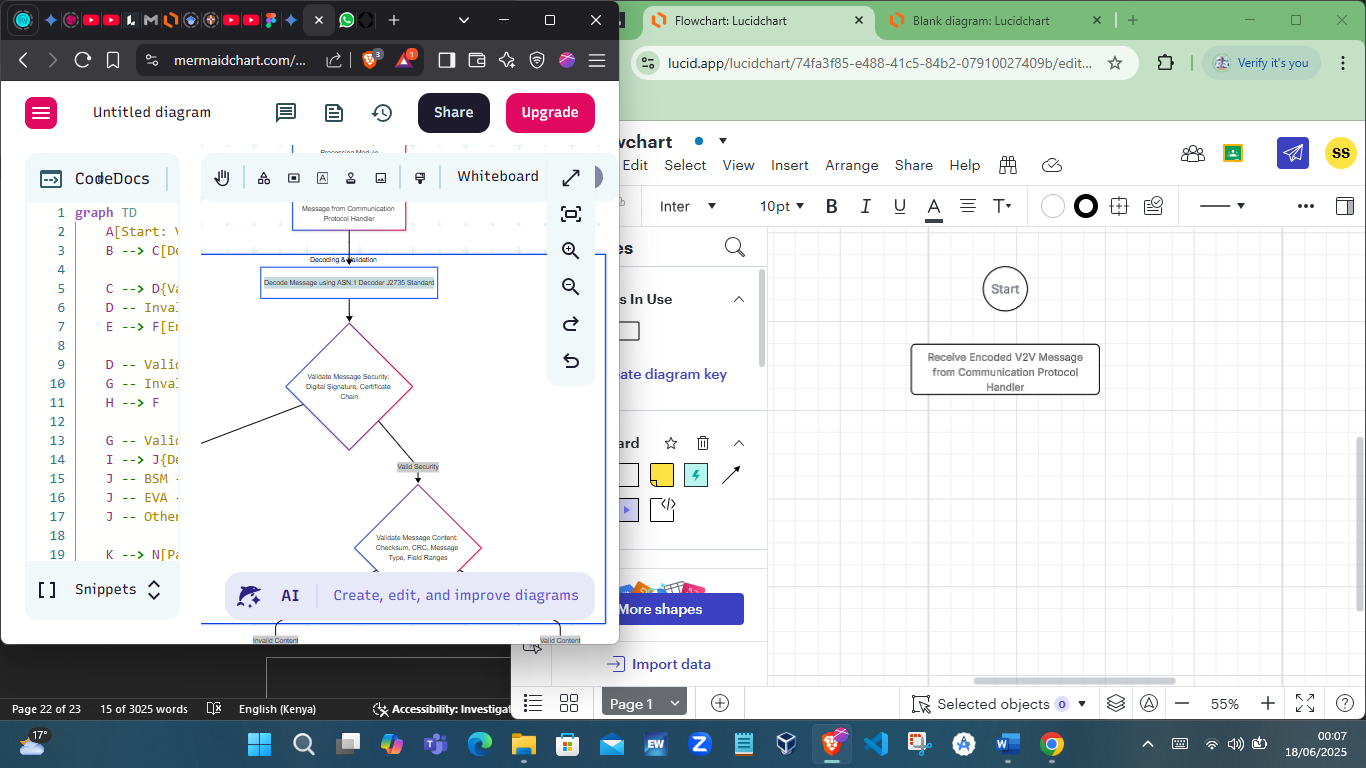 3
1
mermaidchart.com/...
Untitled diagram
Share
Upgrade
CodeDocs
1 graph TD
2 A[Start: V
3 B --> C[De
4
5 C --> D{Va
6 D -- Inval
7 E --> F[En
8
9 D -- Valid
10 G -- Inval
11 H --> F
12
13 G -- Valid
14 I --> J{De
15 J -- BSM -
16 J -- EVA -
17 J -- Other
18
19 K --> N[Pa
Snippets
Whiteboard
Processing Module
Message from Communication
Protocol Handler
Decoding & Validation
Decode Message using ASN.1 Decoder J2735 Standard
Validate Message Security:
Digital Signature, Certificate
Chain
Valid Security
Validate Message Content:
Checksum, CRC, Message
Type, Field Ranges
AI
Create, edit, and improve diagrams
Invalid Content
Valid Content
Flowchart: Lucidchart
Blank diagram: Lucidchart
lucid.app/lucidchart/74fa3f85-e488-41c5-84b2-07910027409b/edit...
Verify it's you
wchart
Edit
Select
View
Insert
Arrange
Share
Help
SS
Inter
10pt
B
I
U
A
T
es
s In Use
ate diagram key
ard
More shapes
Import data
Start
Receive Encoded V2V Message
from Communication Protocol
Handler
Page 1
Selected objects
0
55%
Page 22 of 23
15 of 3025 words
English (Kenya)
Accessibility: Investigat
17°
EW
Z
00:07
18/06/2025